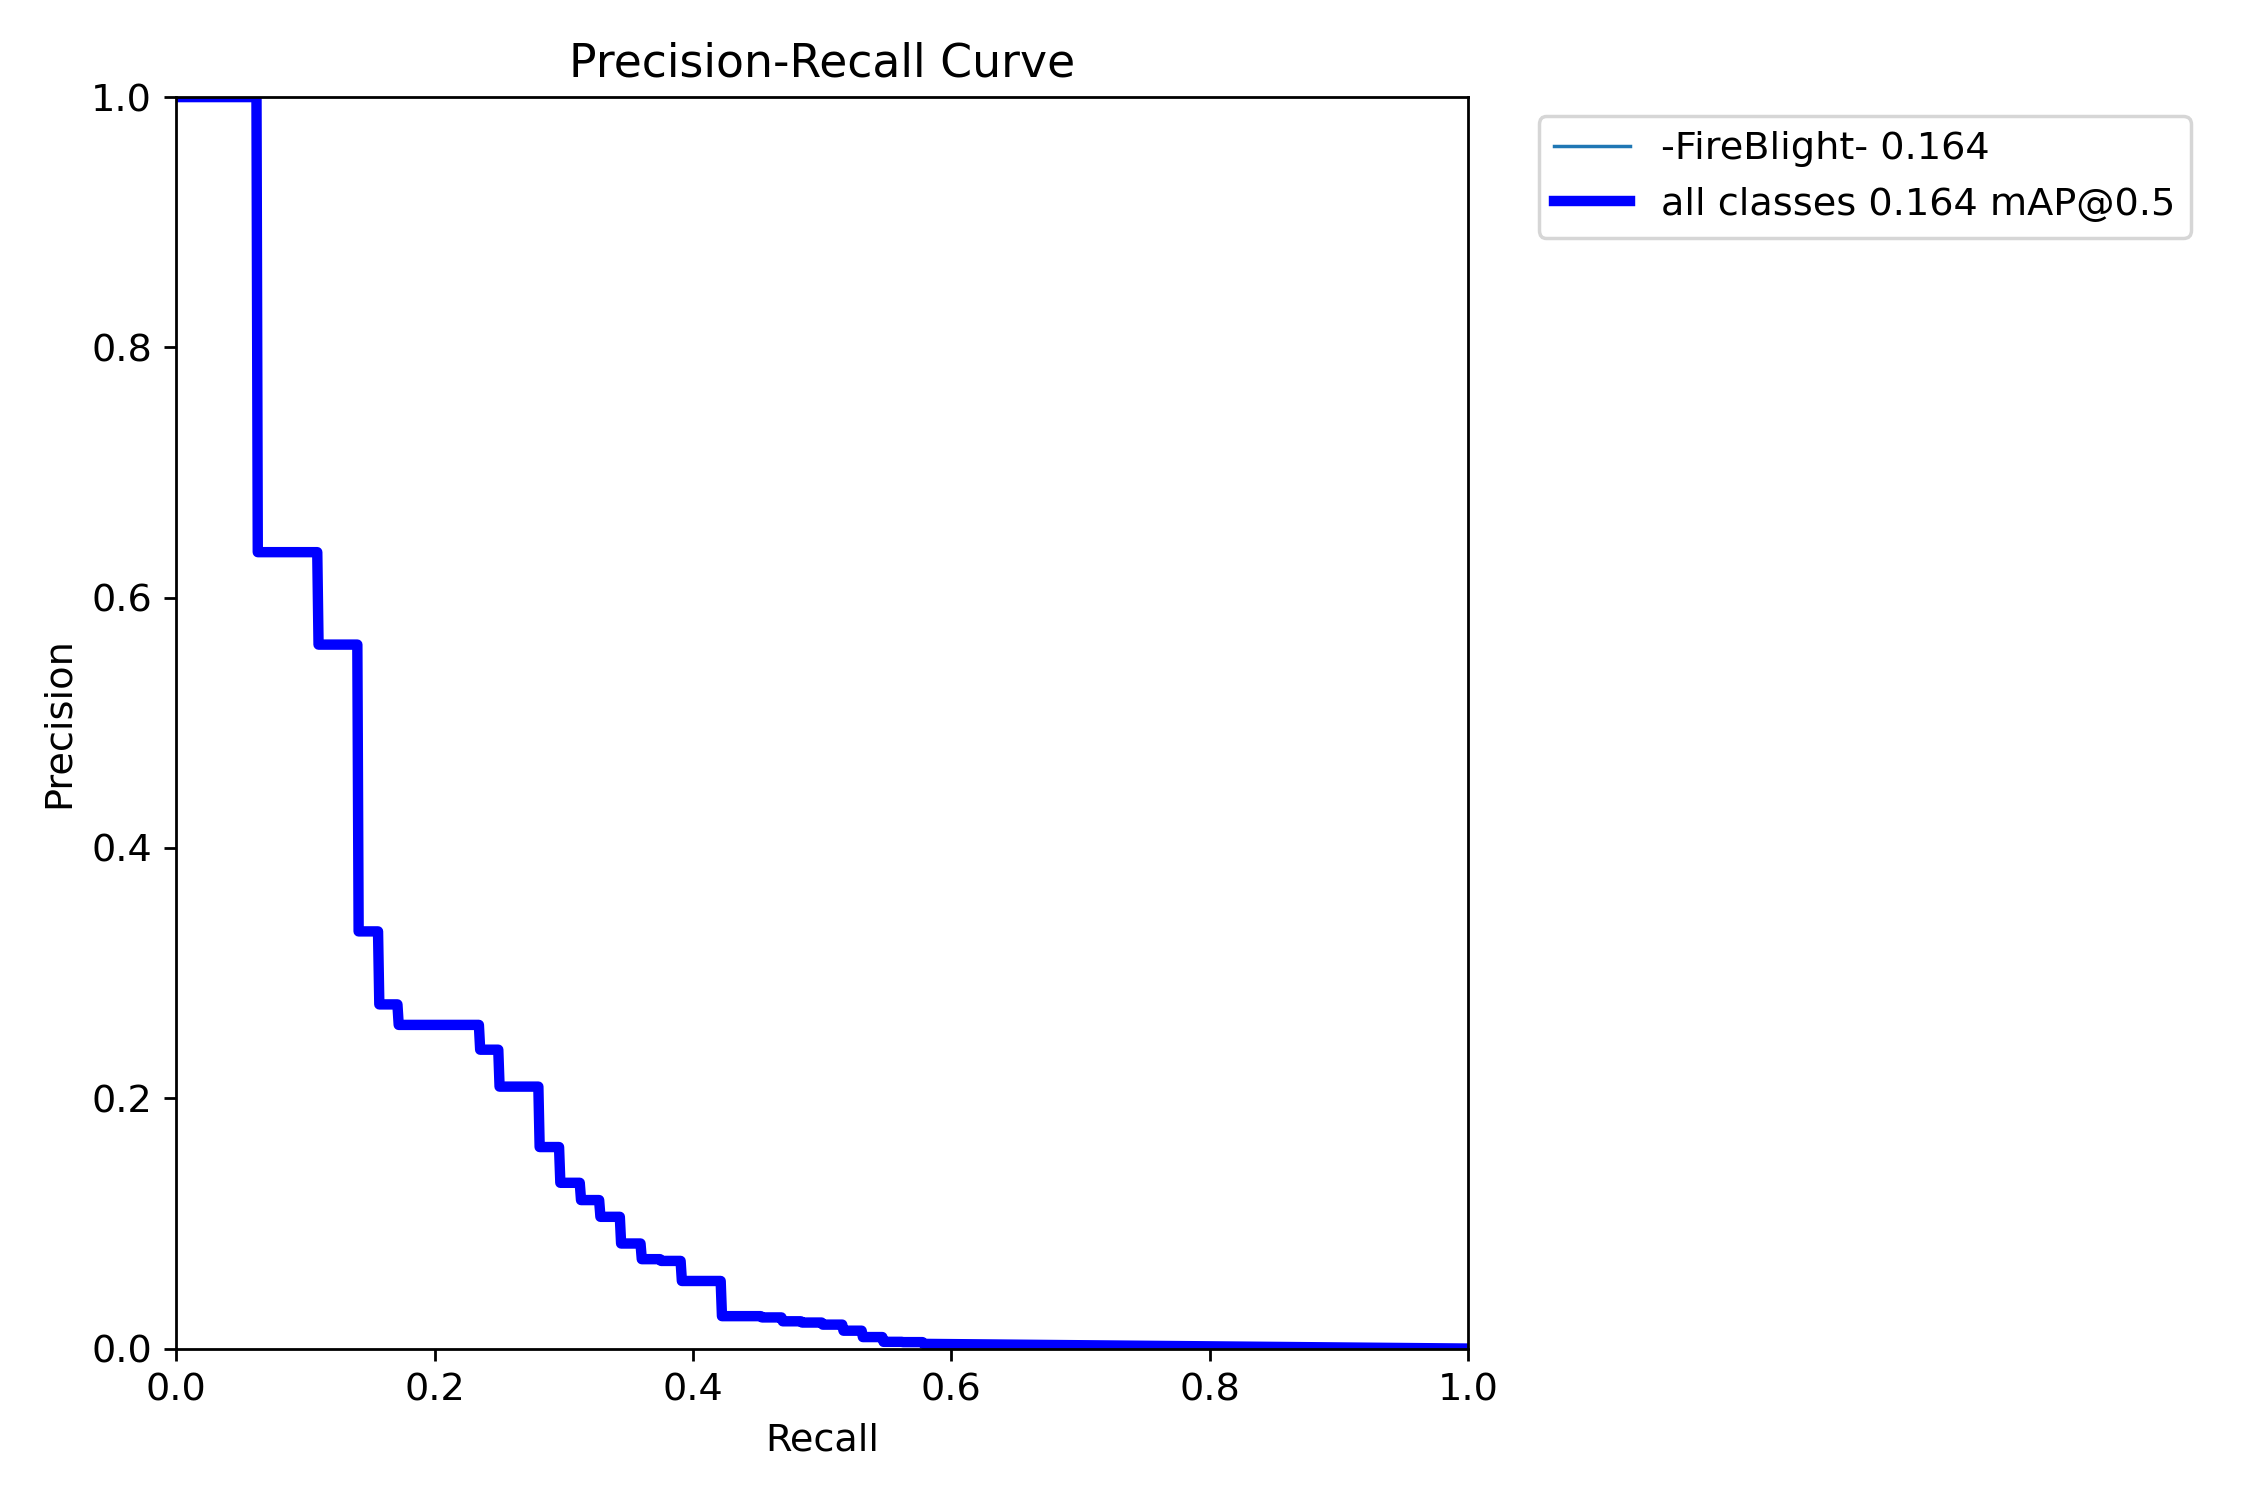 Precision-Recall Curve
-FireBlight- 0.164
all classes 0.164 mAP@0.5
1.0
0.8
0.6
0.4
0.2
0.0
Precision
0.0 0.2 0.4 0.6 0.8 1.0
Recall